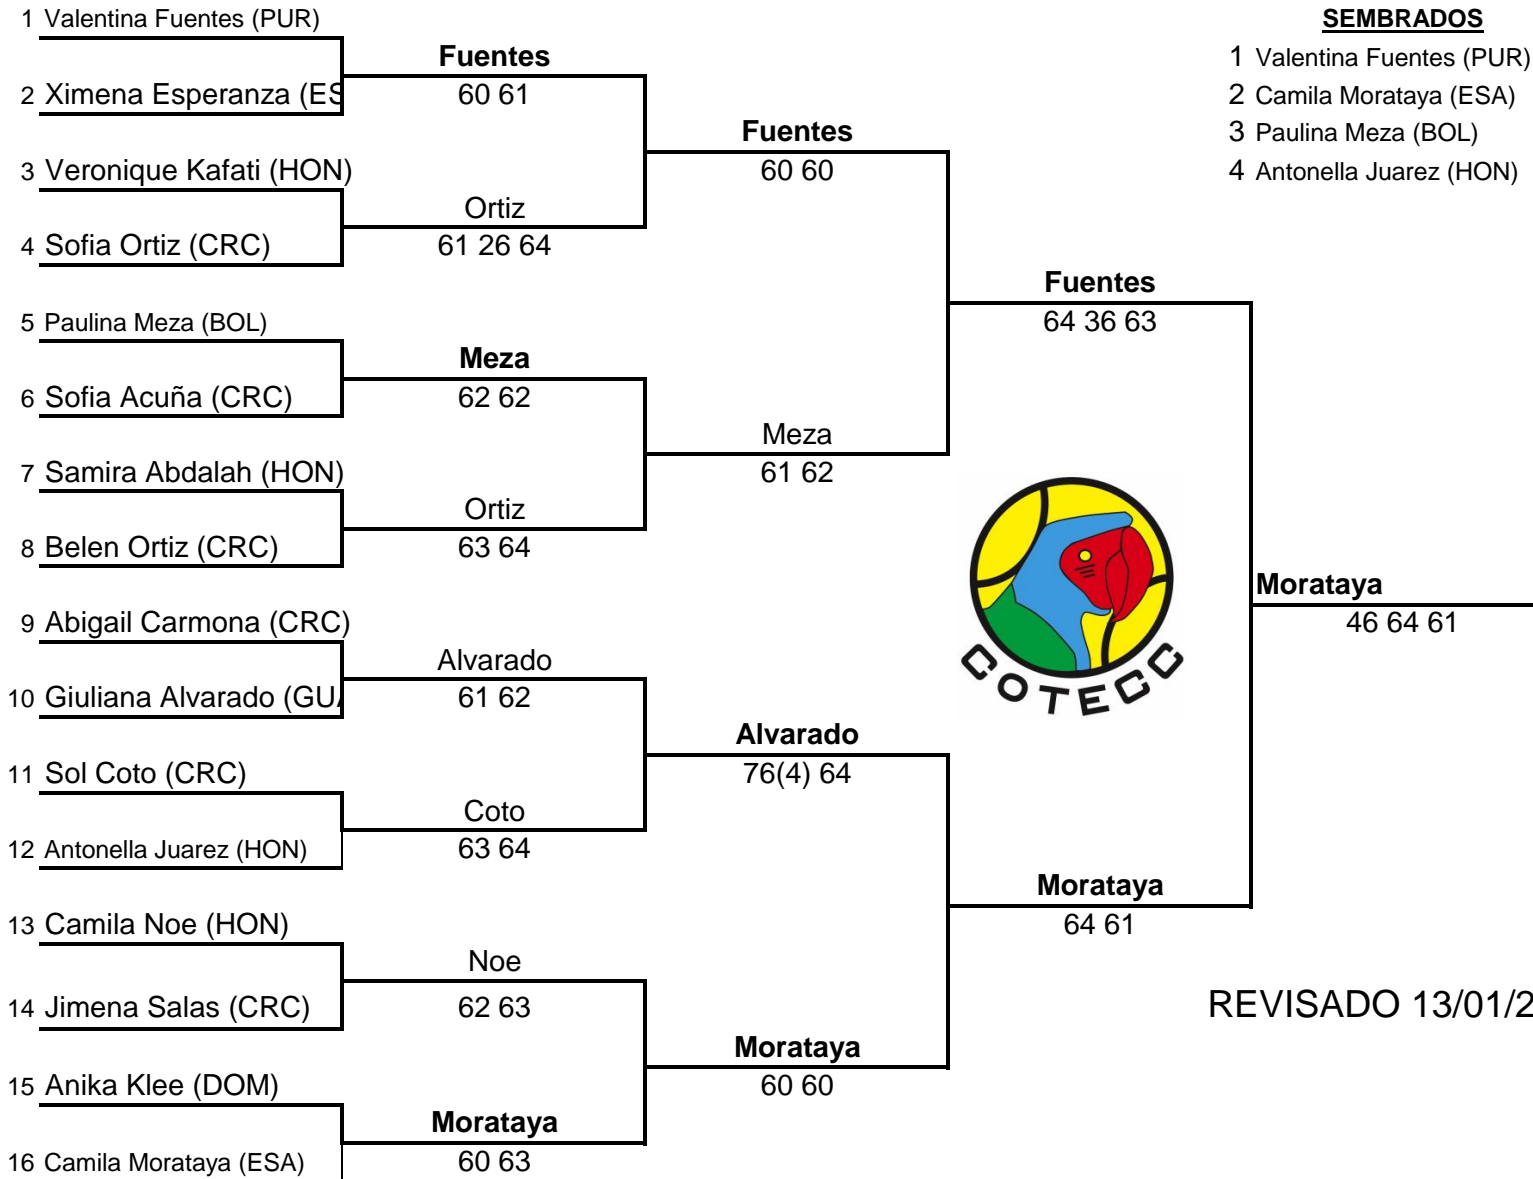 1 Valentina Fuentes (PUR)
Fuentes
2 Ximena Esperanza (ES
60 61
Fuentes
3 Veronique Kafati (HON)
60 60
Ortiz
4 Sofia Ortiz (CRC)
61 26 64
Fuentes
5 Paulina Meza (BOL)
64 36 63
Meza
6 Sofia Acuña (CRC)
62 62
Meza
7 Samira Abdalah (HON)
61 62
Ortiz
8 Belen Ortiz (CRC)
63 64
Morataya
9 Abigail Carmona (CRC)
46 64 61
Alvarado
10 Giuliana Alvarado (GUA
61 62
Alvarado
11 Sol Coto (CRC)
76(4) 64
Coto
12 Antonella Juarez (HON)
63 64
Morataya
13 Camila Noe (HON)
64 61
Noe
14 Jimena Salas (CRC)
62 63
Morataya
15 Anika Klee (DOM)
60 60
Morataya
16 Camila Morataya (ESA)
60 63
SEMBRADOS
1 Valentina Fuentes (PUR)
2 Camila Morataya (ESA)
3 Paulina Meza (BOL)
4 Antonella Juarez (HON)
COTECC
REVISADO 13/01/2